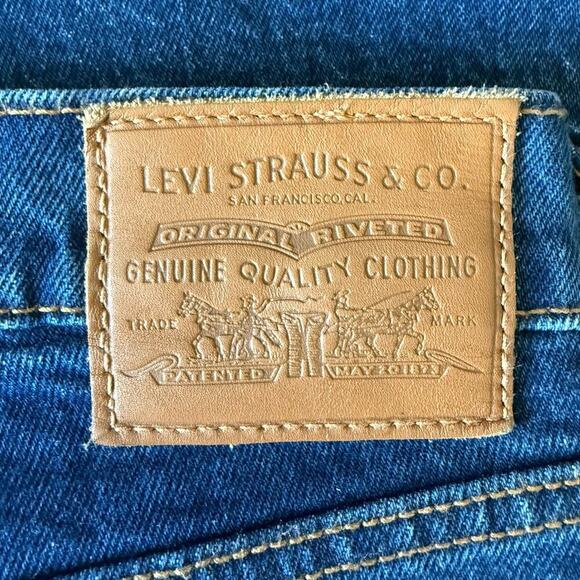 LEVI STRAUSS & CO.
SAN FRANCISCO, CAL.
ORIGINAL RIVETED
GENUINE QUALITY CLOTHING
TRADE MARK
PATENTED MAY 20 1873